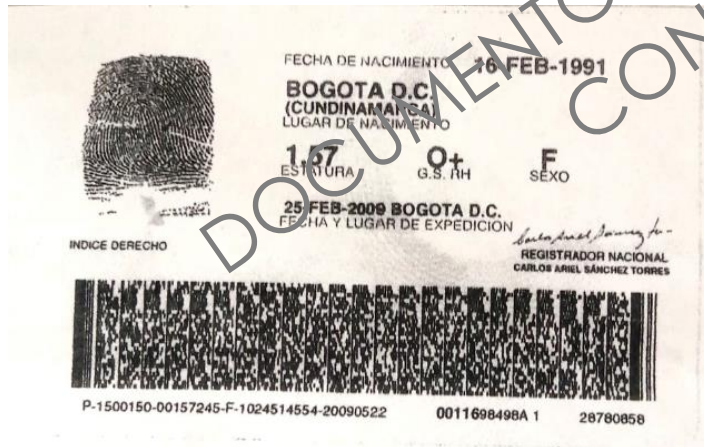 DOCUMENTO
CON
FECHA DE NACIMIENTO 16-FEB-1991
BOGOTA D.C.
(CUNDINAMARCA)
LUGAR DE NACIMIENTO
1.57 O+ F
ESTATURA G.S. RH SEXO
25-FEB-2009 BOGOTA D.C.
FECHA Y LUGAR DE EXPEDICIÓN
INDICE DERECHO
REGISTRADOR NACIONAL
CARLOS ARIEL SÁNCHEZ TORRES
P-1500150-00157245-F-1024514554-20090522 0011698498A 1 28780858